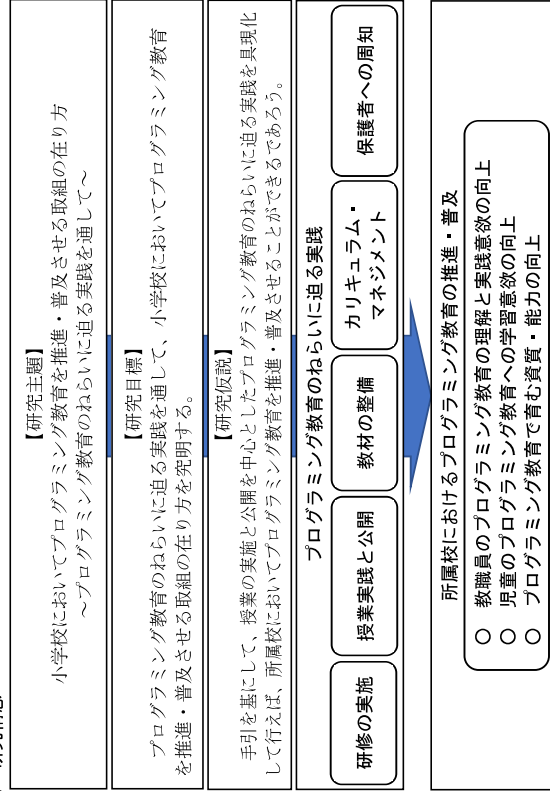 【研究主題】
小学校においてプログラミング教育を推進・普及させる取組の在り方
～プログラミング教育のねらいに迫る実践を通して～
【研究目標】
プログラミング教育のねらいに迫る実践を通して、小学校においてプログラミング教育
を推進・普及させる取組の在り方を究明する。
【研究仮説】
手引を基にして、授業の実施と公開を中心としたプログラミング教育のねらいに迫る実践を具現化
して行えば、所属校においてプログラミング教育を推進・普及させることができるであろう。
プログラミング教育のねらいに迫る実践
研修の実施
授業実践と公開
教材の整備
カリキュラム・
マネジメント
保護者への周知
所属校におけるプログラミング教育の推進・普及
○ 教職員のプログラミング教育の理解と実践意欲の向上
○ 児童のプログラミング教育への学習意欲の向上
○ プログラミング教育で育む資質・能力の向上